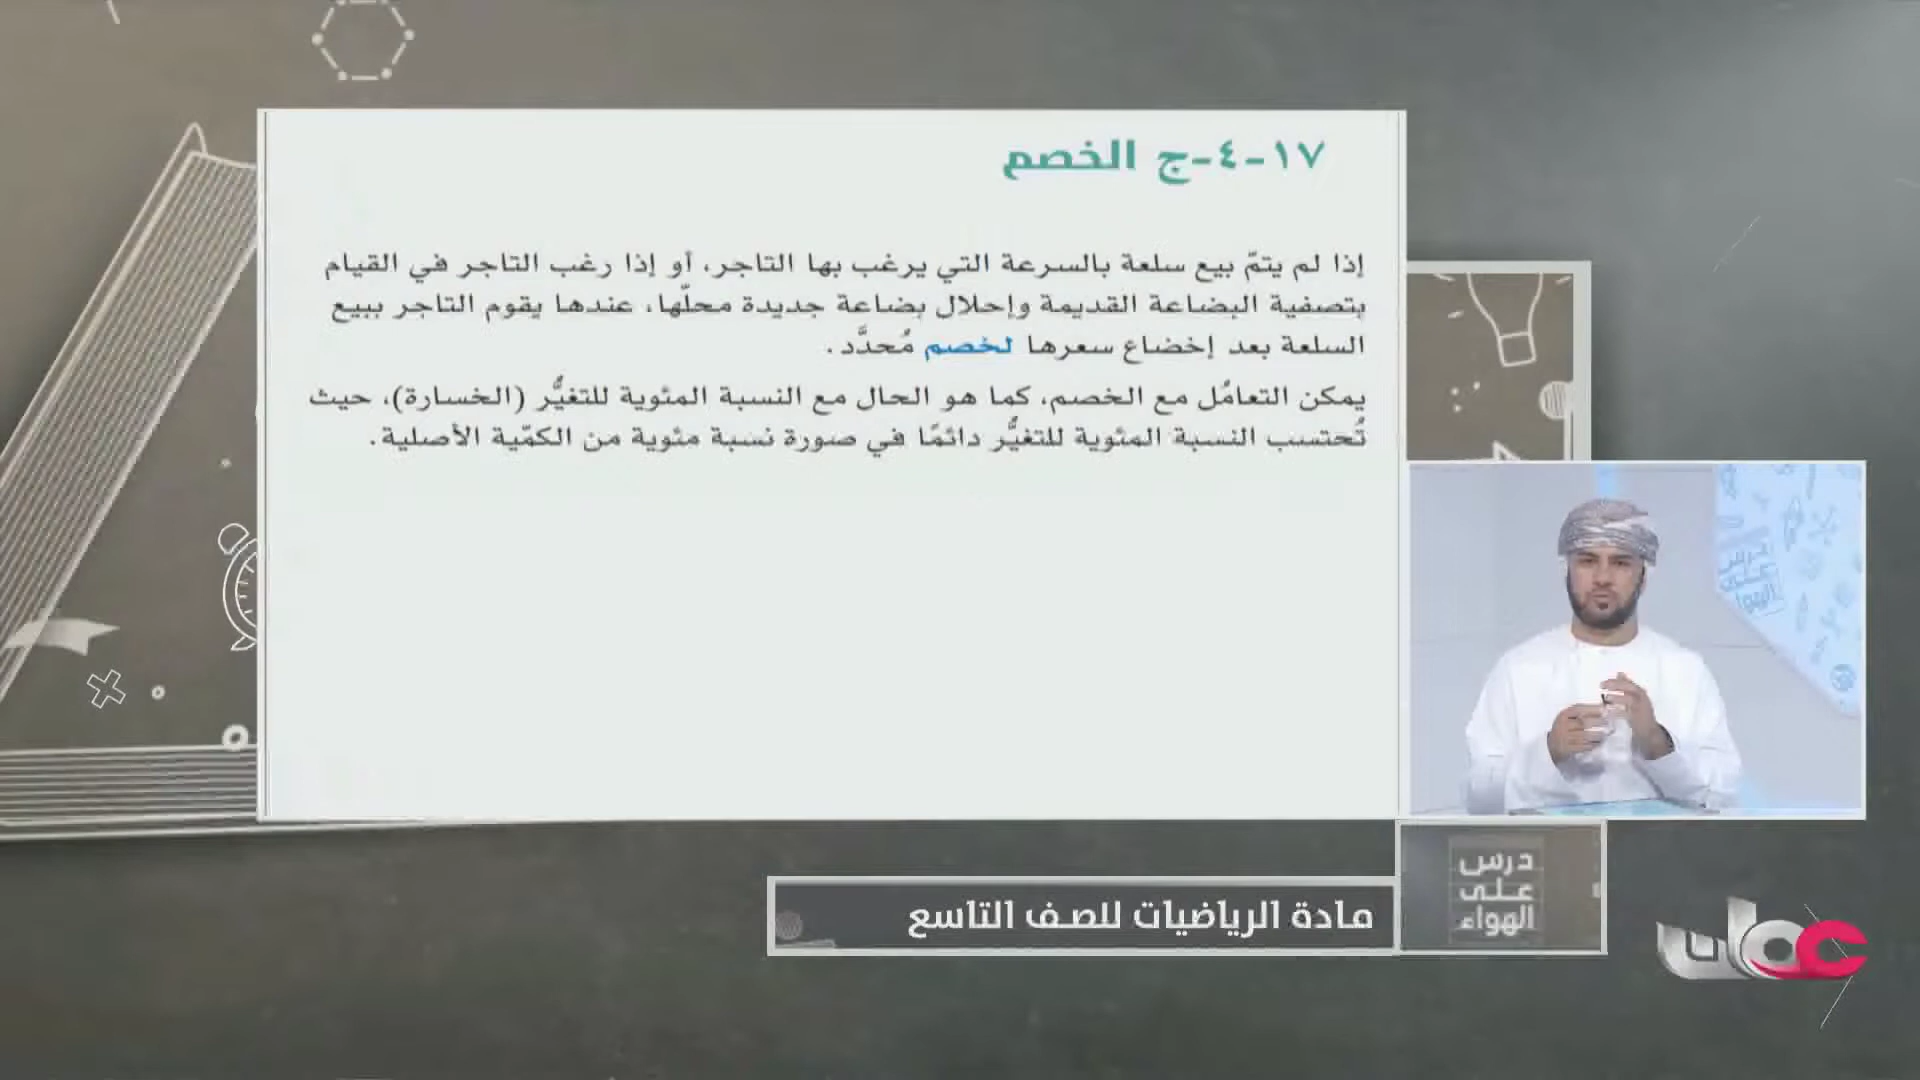 ١٧-٤-ج الخصم
إذا لم يتمّ بيع سلعة بالسرعة التي يرغب بها التاجر، أو إذا رغب التاجر في القيام
بتصفية البضاعة القديمة وإحلال بضاعة جديدة محلّها، عندها يقوم التاجر ببيع
السلعة بعد إخضاع سعرها لخصم مُحدَّد.
يمكن التعامُل مع الخصم، كما هو الحال مع النسبة المئوية للتغيُّر (الخسارة)، حيث
تُحتسب النسبة المئوية للتغيُّر دائمًا في صورة نسبة مئوية من الكمّية الأصلية.
درس
على
الهواء
درس
على
الهواء
مادة الرياضيات للصف التاسع
عمان